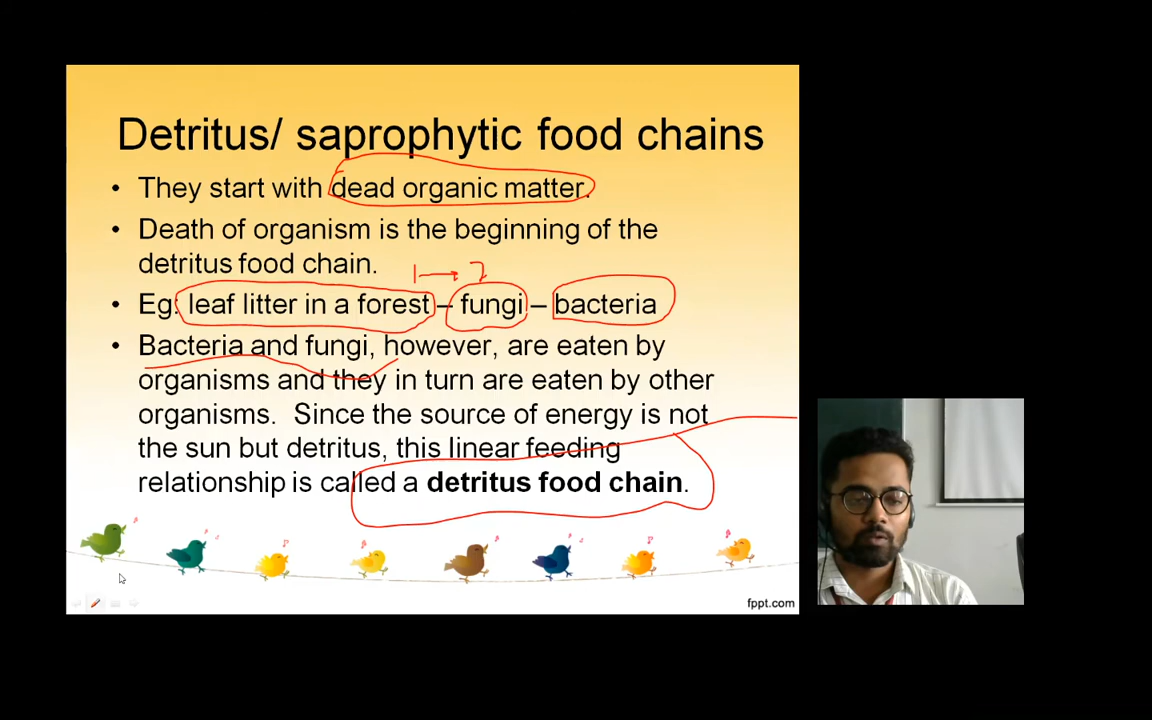 Detritus/ saprophytic food chains
• They start with dead organic matter.
• Death of organism is the beginning of the
detritus food chain.
1 → 2
• Eg: leaf litter in a forest – fungi – bacteria
• Bacteria and fungi, however, are eaten by
organisms and they in turn are eaten by other
organisms. Since the source of energy is not
the sun but detritus, this linear feeding
relationship is called a detritus food chain.
fppt.com